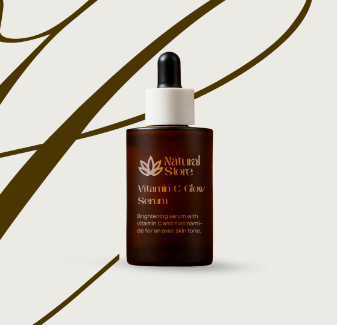 Natural
Store
Vitamin C Glow
Serum
Brightening serum with
vitamin C and niacinami-
de for an even skin tone.